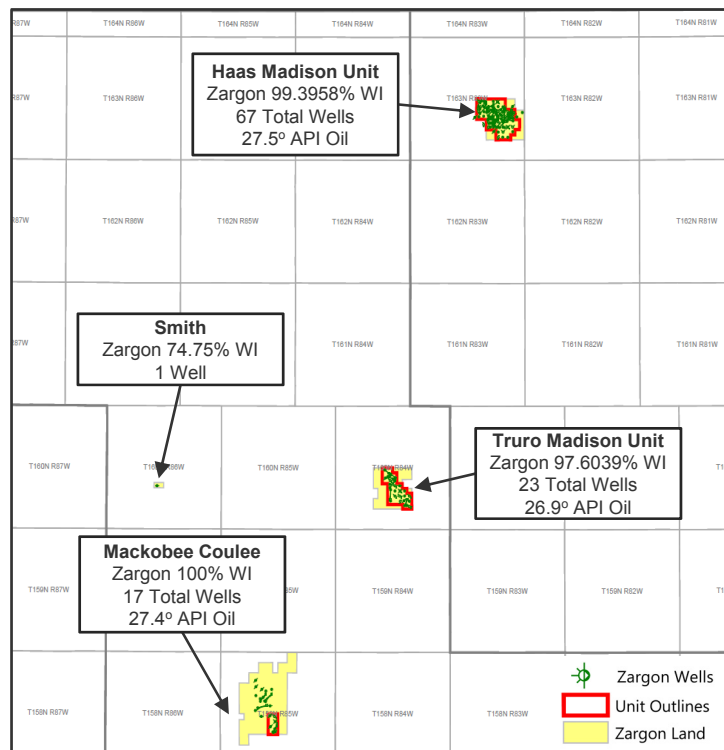 R87W
T164N R86W
T164N R85W
T164N R84W
T164N R83W
T164N R82W
T164N R81W
Haas Madison Unit
Zargon 99.3958% WI
67 Total Wells
27.5º API Oil
R87W
T163N R86W
T163N R82W
T163N R81W
R87W
T162N R86W
T162N R85W
T162N R84W
T162N R83W
T162N R82W
T162N R81W
Smith
Zargon 74.75% WI
1 Well
R87W
T161N R84W
T161N R83W
T161N R82W
T161N R81W
T160N R87W
T160N R85W
Truro Madison Unit
Zargon 97.6039% WI
23 Total Wells
26.9º API Oil
Mackobee Coulee
Zargon 100% WI
17 Total Wells
27.4º API Oil
T159N R87W
T159N R84W
T159N R83W
T159N R82W
T158N R87W
T158N R86W
T158N R84W
T158N R83W
Zargon Wells
Unit Outlines
Zargon Land